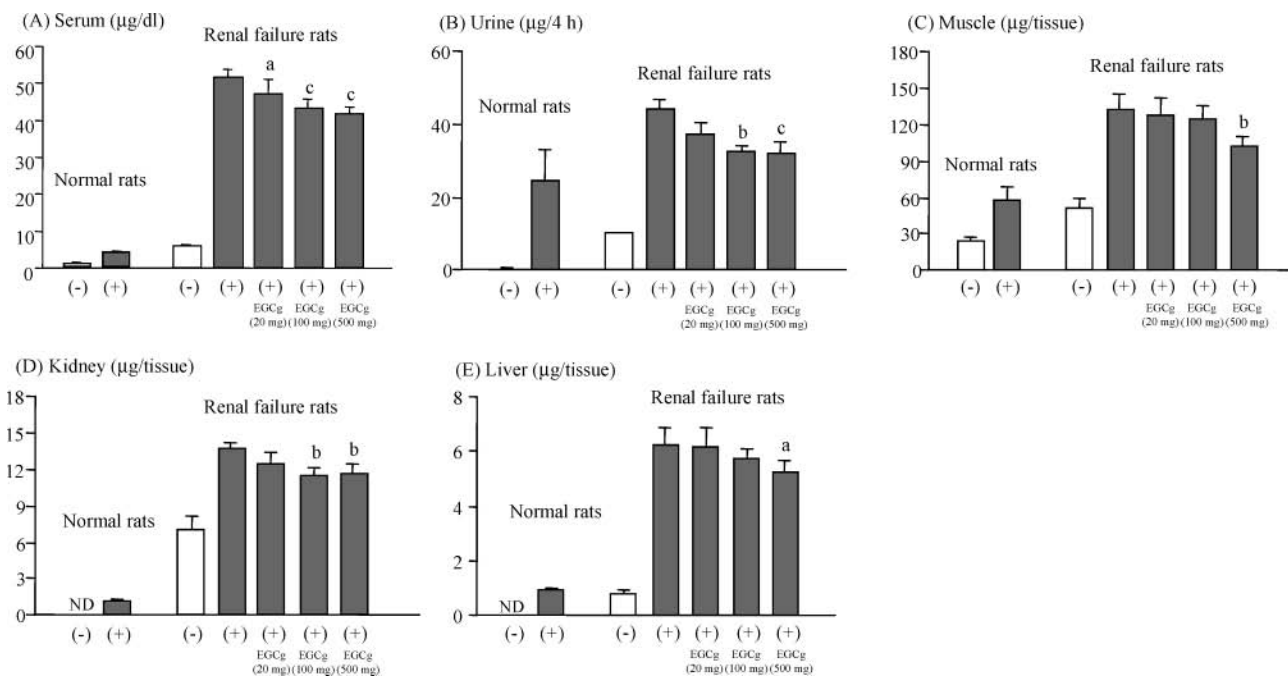 (A) Serum (µg/dl)
Renal failure rats
60
50
40
30
20
10
0
Normal rats
a
c
c
(-) (+) (-) (+) (+) (+) (+)
EGCg EGCg EGCg
(20 mg) (100 mg) (500 mg)
(B) Urine (µg/4 h)
60
40
20
0
Renal failure rats
Normal rats
b
c
(-) (+) (-) (+) (+) (+) (+)
EGCg EGCg EGCg
(20 mg) (100 mg) (500 mg)
(C) Muscle (µg/tissue)
180
150
120
90
60
30
0
Renal failure rats
Normal rats
b
(-) (+) (-) (+) (+) (+) (+)
EGCg EGCg EGCg
(20 mg) (100 mg) (500 mg)
(D) Kidney (µg/tissue)
18
15
12
9
6
3
0
Renal failure rats
Normal rats
b
b
ND
(-) (+) (-) (+) (+) (+) (+)
EGCg EGCg EGCg
(20 mg) (100 mg) (500 mg)
(E) Liver (µg/tissue)
8
6
4
2
0
Renal failure rats
a
Normal rats
ND
(-) (+) (-) (+) (+) (+) (+)
EGCg EGCg EGCg
(20 mg) (100 mg) (500 mg)